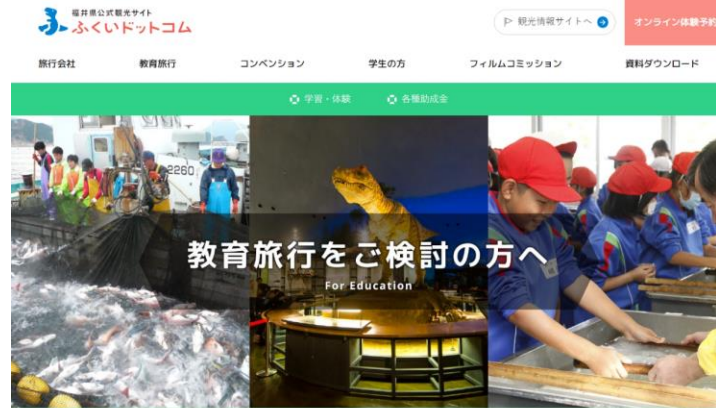 福井県公式観光サイト
ふくいドットコム
観光情報サイトへ
オンライン体験予約
旅行会社
教育旅行
コンベンション
学生の方
フィルムコミッション
資料ダウンロード
学習・体験
各種助成金
2260
教育旅行をご検討の方へ
For Education